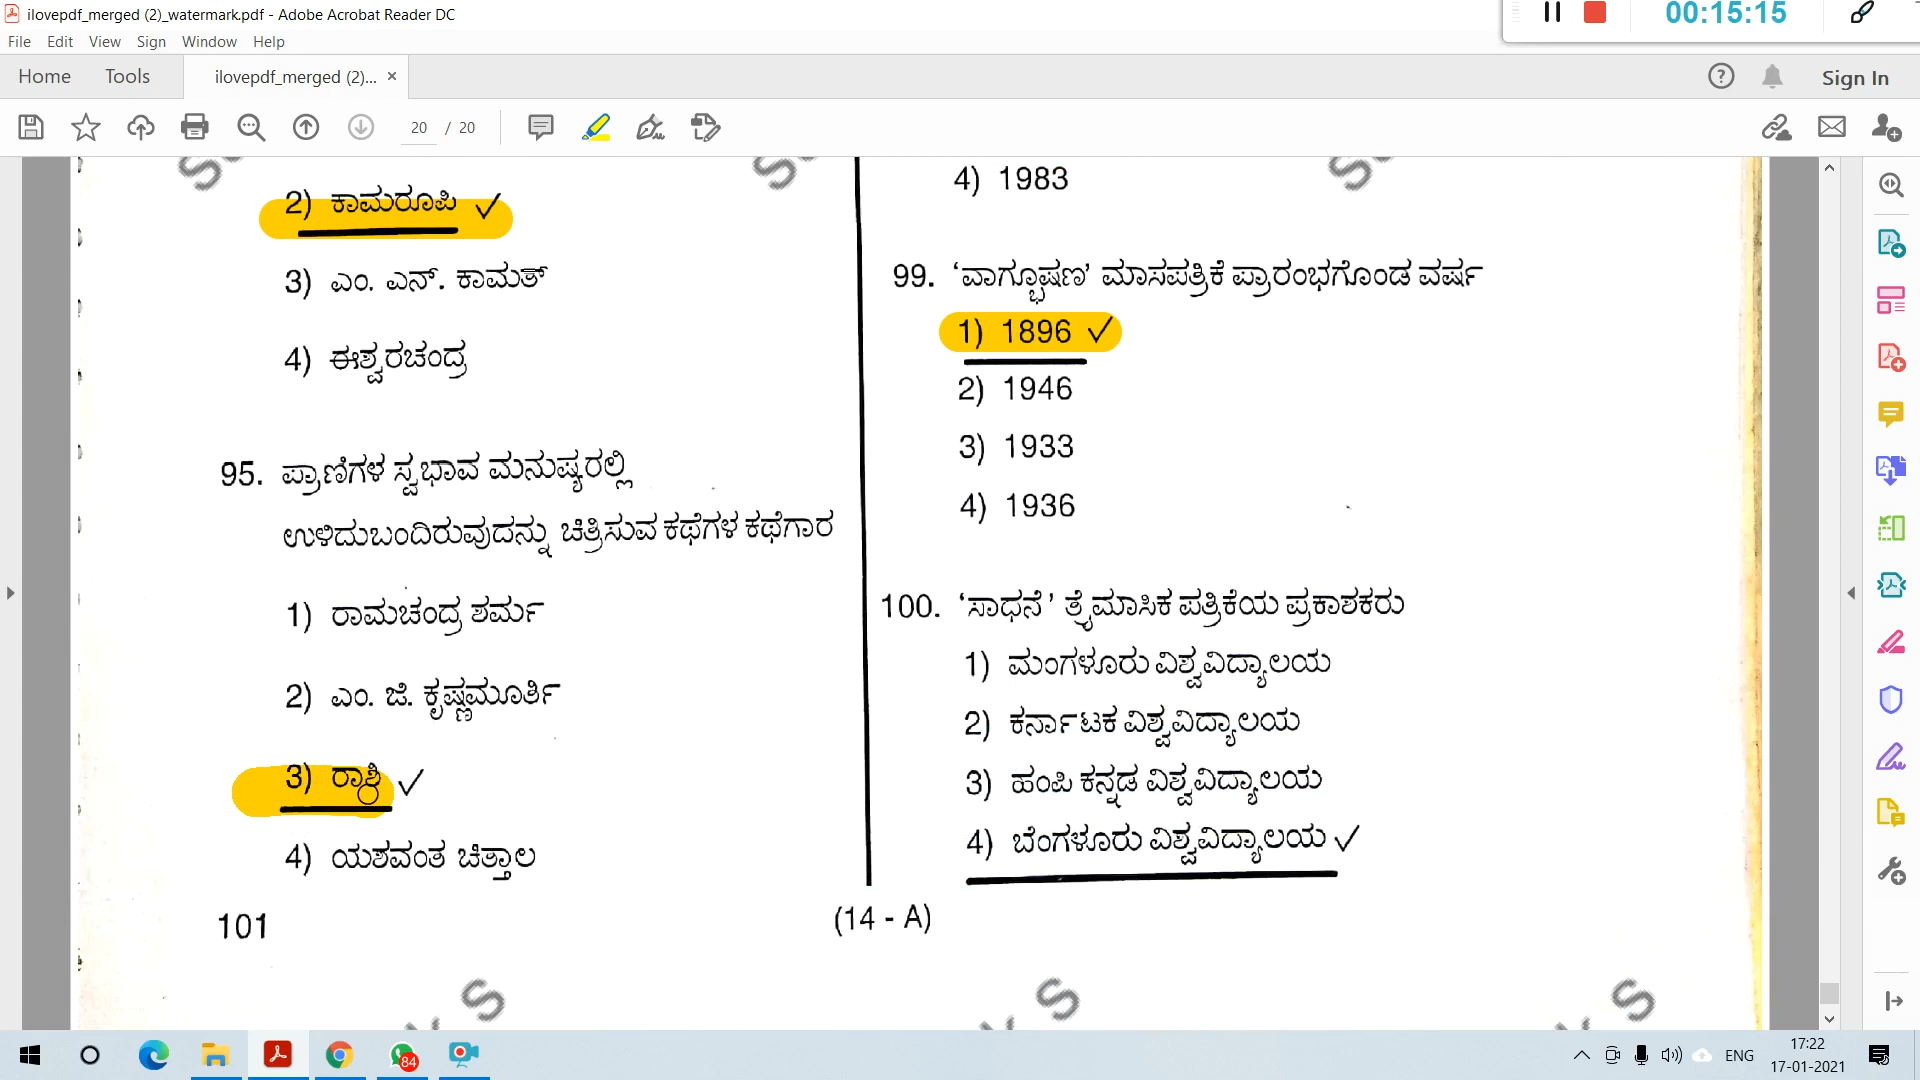 ilovepdf_merged (2)_watermark.pdf - Adobe Acrobat Reader DC
00:15:15
File Edit View Sign Window Help
Home Tools ilovepdf_merged (2)... ×
Sign In
20 / 20
2) ಕಾಮರೂಪಿ ✓
3) ಎಂ. ಎನ್. ಕಾಮತ್
4) ಈಶ್ವರಚಂದ್ರ
95. ಪ್ರಾಣಿಗಳ ಸ್ವಭಾವ ಮನುಷ್ಯರಲ್ಲಿ
ಉಳಿದುಬಂದಿರುವುದನ್ನು ಚಿತ್ರಿಸುವ ಕಥೆಗಳ ಕಥೆಗಾರ
1) ರಾಮಚಂದ್ರ ಶರ್ಮ
2) ಎಂ. ಜಿ. ಕೃಷ್ಣಮೂರ್ತಿ
3) ರಾಶಿ ✓
4) ಯಶವಂತ ಚಿತ್ತಾಲ
101
4) 1983
99. ‘ವಾಗ್ಭೂಷಣ’ ಮಾಸಪತ್ರಿಕೆ ಪ್ರಾರಂಭಗೊಂಡ ವರ್ಷ
1) 1896 ✓
2) 1946
3) 1933
4) 1936
100. ‘ಸಾಧನೆ’ ತ್ರೈಮಾಸಿಕ ಪತ್ರಿಕೆಯ ಪ್ರಕಾಶಕರು
1) ಮಂಗಳೂರು ವಿಶ್ವವಿದ್ಯಾಲಯ
2) ಕರ್ನಾಟಕ ವಿಶ್ವವಿದ್ಯಾಲಯ
3) ಹಂಪಿ ಕನ್ನಡ ವಿಶ್ವವಿದ್ಯಾಲಯ
4) ಬೆಂಗಳೂರು ವಿಶ್ವವಿದ್ಯಾಲಯ ✓
(14 - A)
84
ENG
17:22
17-01-2021